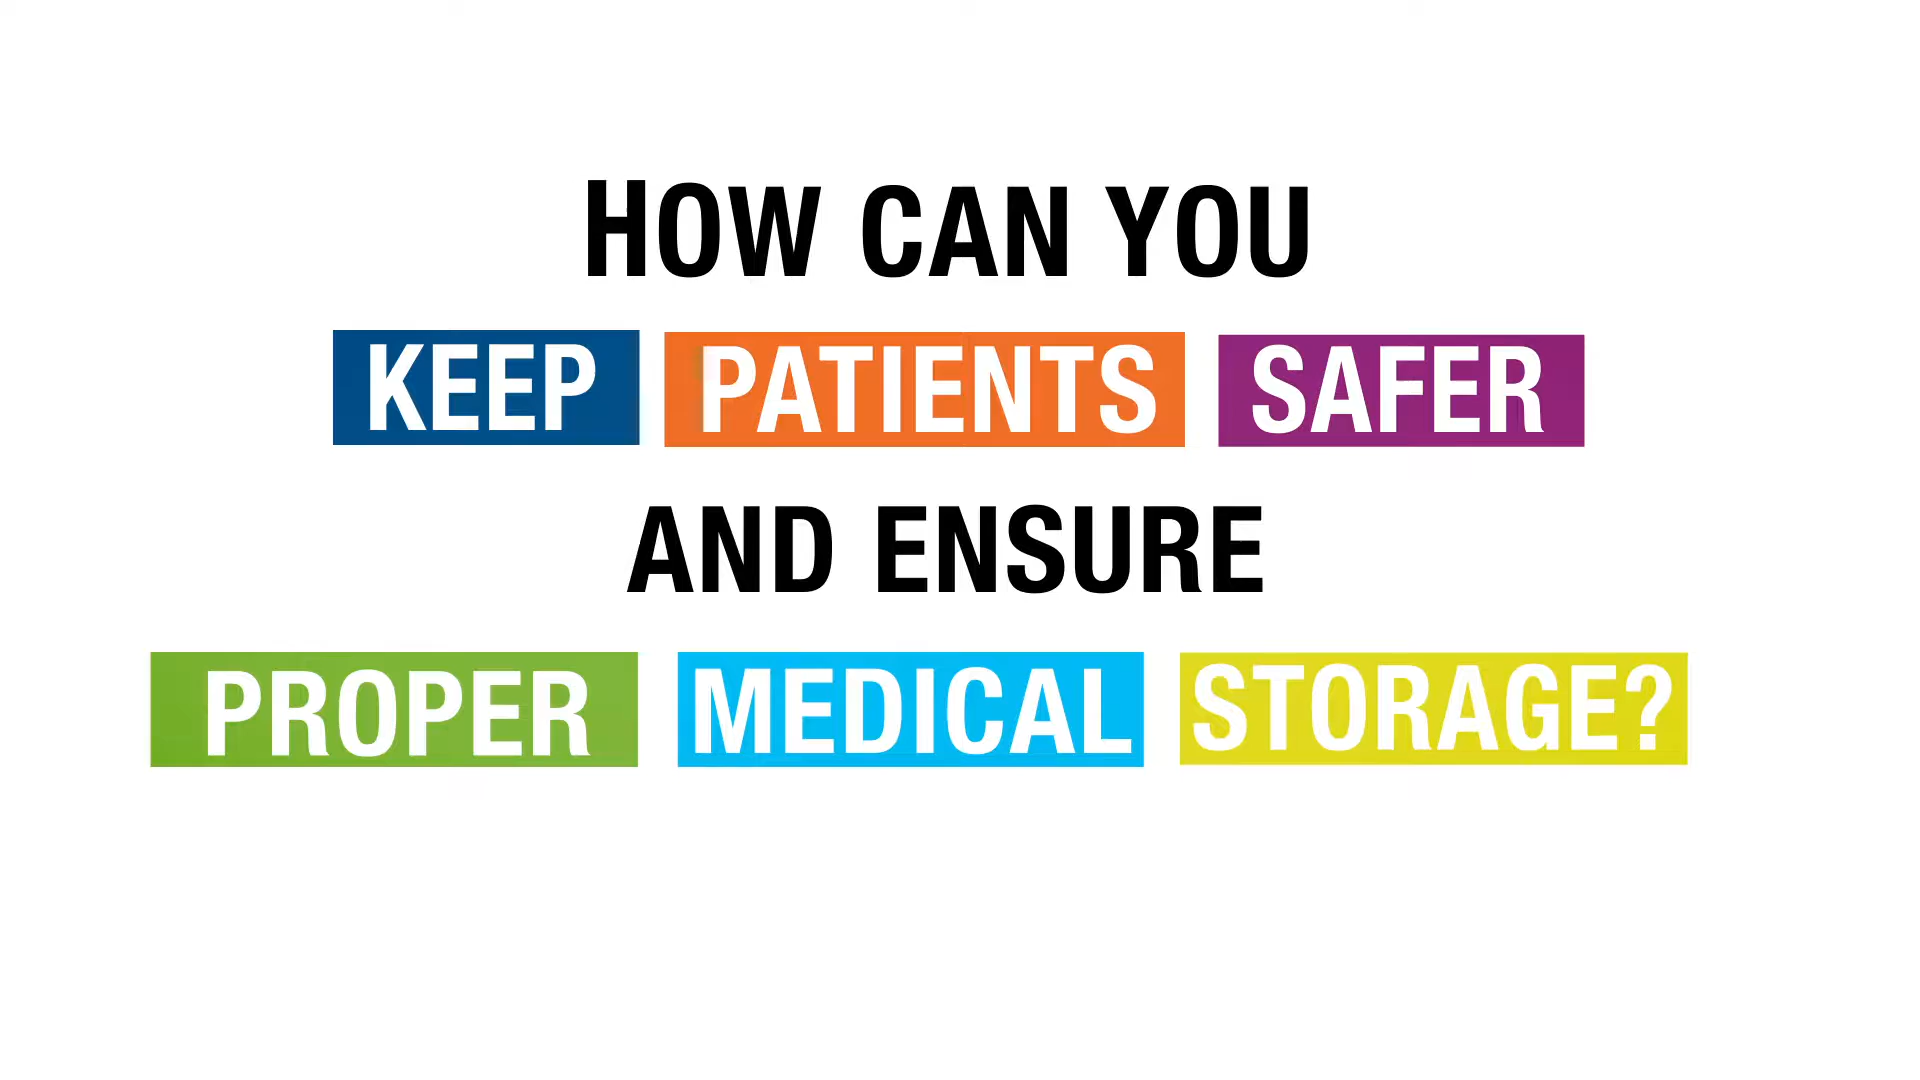 HOW CAN YOU
KEEP PATIENTS SAFER
AND ENSURE
PROPER MEDICAL STORAGE?